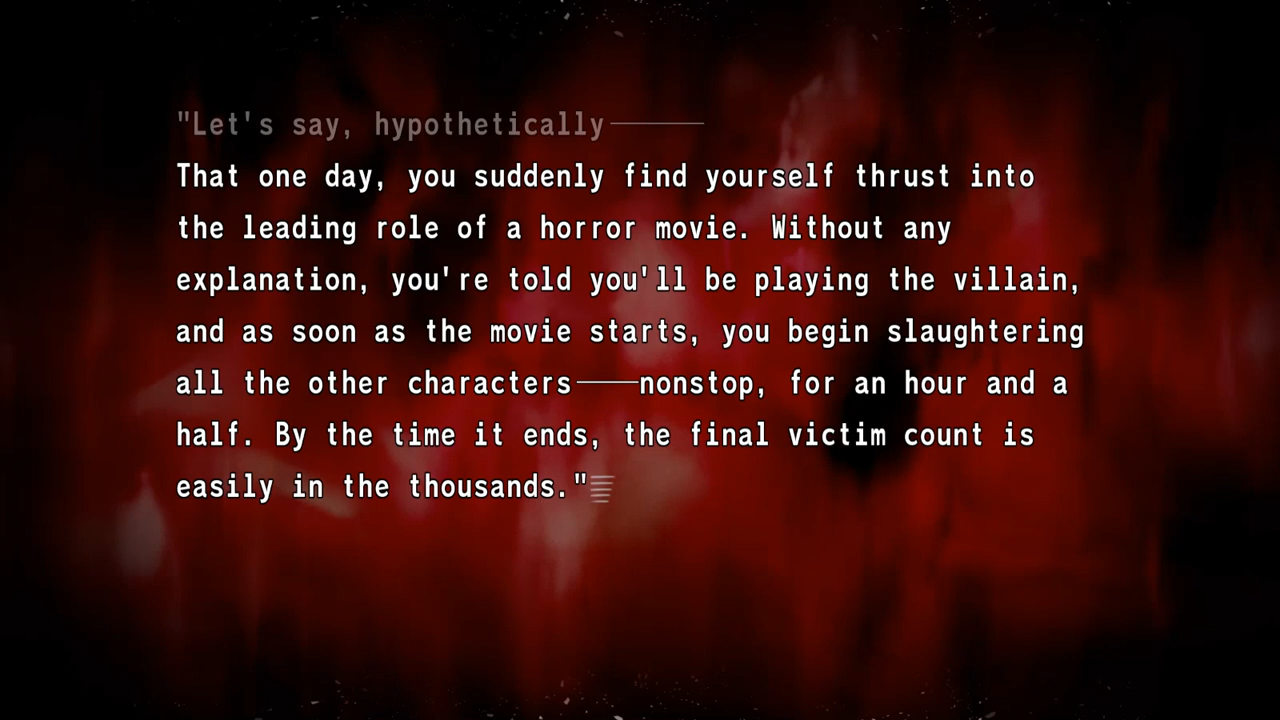 "Let's say, hypothetically─────
That one day, you suddenly find yourself thrust into
the leading role of a horror movie. Without any
explanation, you're told you'll be playing the villain,
and as soon as the movie starts, you begin slaughtering
all the other characters───nonstop, for an hour and a
half. By the time it ends, the final victim count is
easily in the thousands."